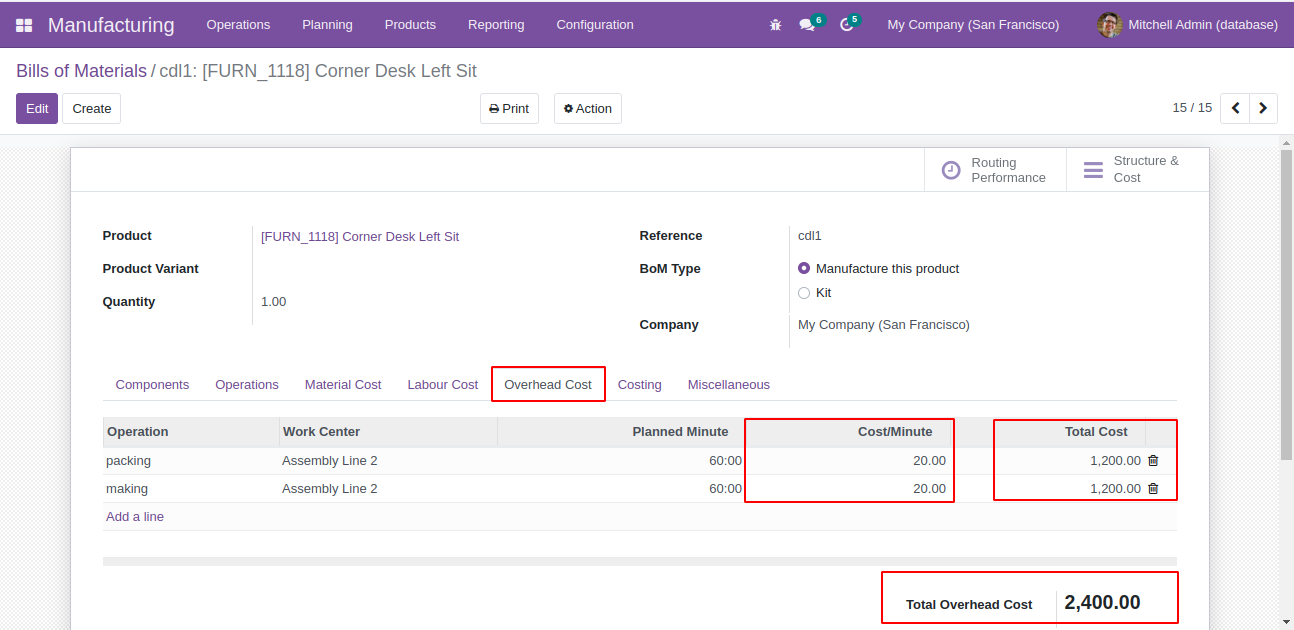 Manufacturing Operations Planning Products Reporting Configuration 6 5 My Company (San Francisco) Mitchell Admin (database)
Bills of Materials / cdl1: [FURN_1118] Corner Desk Left Sit
Edit Create Print Action 15 / 15
Routing Performance
Structure & Cost
Product [FURN_1118] Corner Desk Left Sit
Reference cdl1
Product Variant
BoM Type Manufacture this product
Kit
Quantity 1.00
Company My Company (San Francisco)
Components Operations Material Cost Labour Cost Overhead Cost Costing Miscellaneous
Operation Work Center Planned Minute Cost/Minute Total Cost
packing Assembly Line 2 60:00 20.00 1,200.00
making Assembly Line 2 60:00 20.00 1,200.00
Add a line
Total Overhead Cost 2,400.00